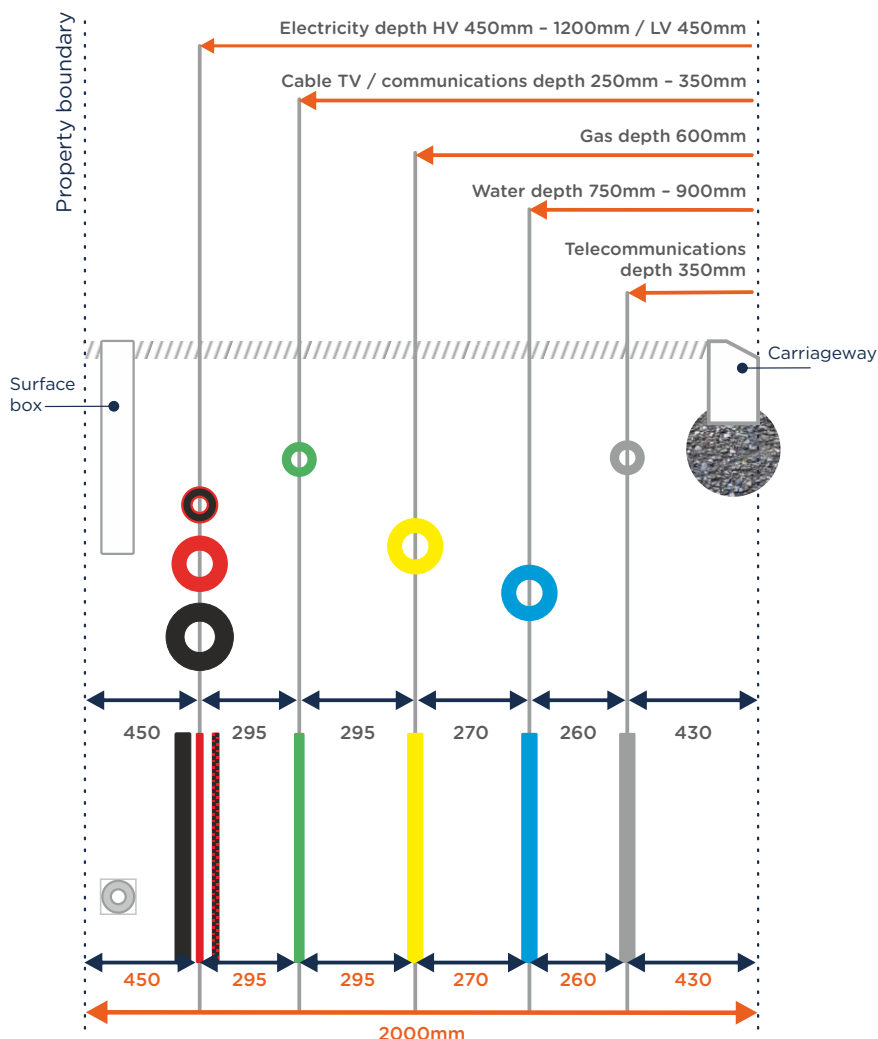 Property boundary
Electricity depth HV 450mm – 1200mm / LV 450mm
Cable TV / communications depth 250mm – 350mm
Gas depth 600mm
Water depth 750mm – 900mm
Telecommunications
depth 350mm
Carriageway
Surface
box
450 295 295 270 260 430
450 295 295 270 260 430
2000mm